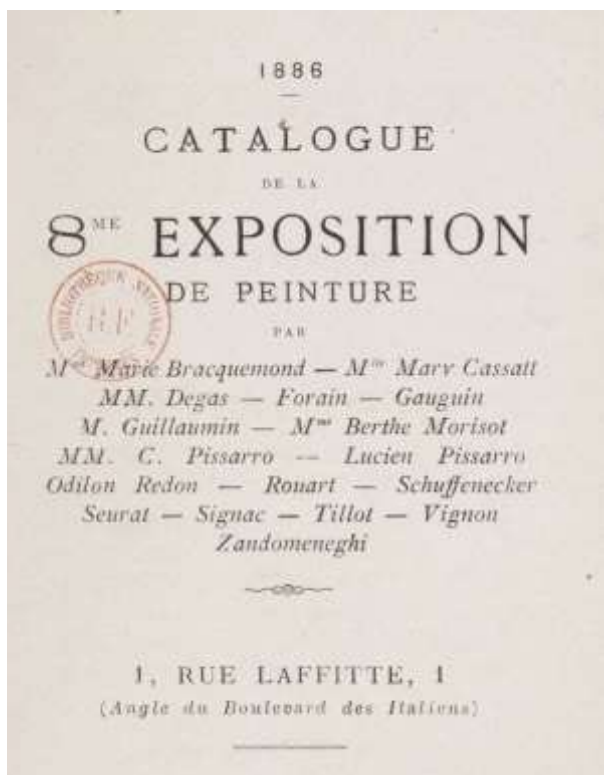 1886
CATALOGUE
DE LA
8ME EXPOSITION
DE PEINTURE
PAR
Mme Marie Bracquemond — Mlle Mary Cassatt
MM. Degas — Forain — Gauguin
M. Guillaumin — Mme Berthe Morisot
MM. C. Pissarro — Lucien Pissarro
Odilon Redon — Rouart — Schuffenecker
Seurat — Signac — Tillot — Vignon
Zandomeneghi
BIBLIOTHÈQUE NATIONALE
1, RUE LAFFITTE, 1
(Angle du Boulevard des Italiens)